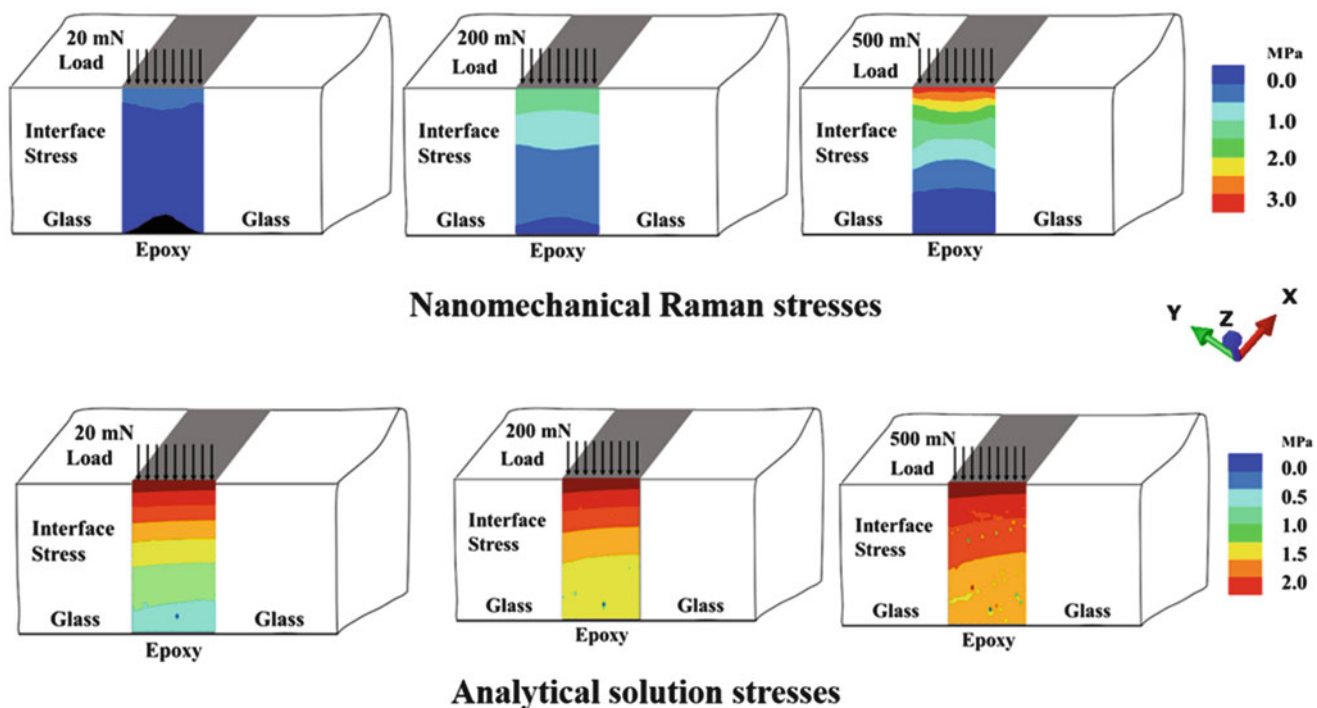 20 mN
Load
Interface
Stress
Glass
Glass
Epoxy
200 mN
Load
Interface
Stress
Glass
Glass
Epoxy
500 mN
Load
Interface
Stress
Glass
Glass
Epoxy
MPa
0.0
1.0
2.0
3.0
Nanomechanical Raman stresses
Y
Z
X
20 mN
Load
Interface
Stress
Glass
Glass
Epoxy
200 mN
Load
Interface
Stress
Glass
Glass
Epoxy
500 mN
Load
Interface
Stress
Glass
Glass
Epoxy
MPa
0.0
0.5
1.0
1.5
2.0
Analytical solution stresses